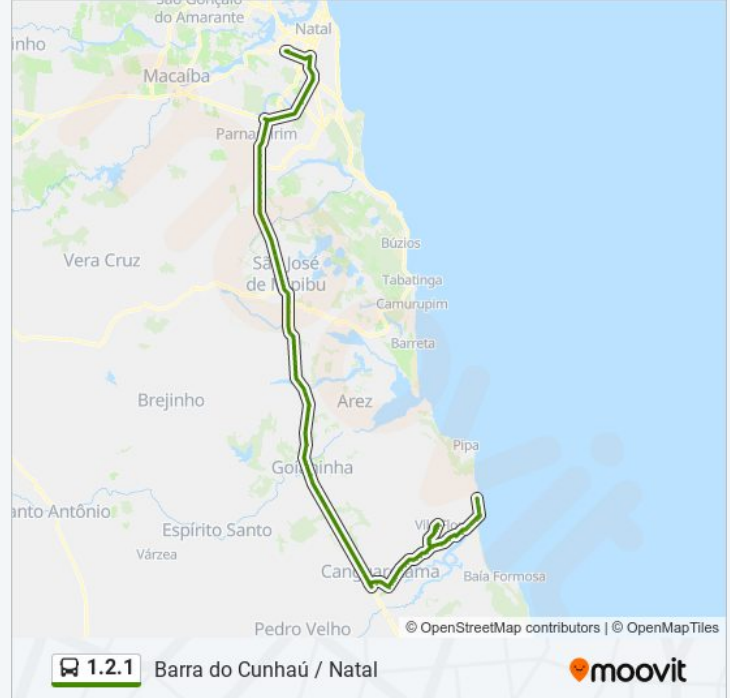 São Gonçalo
do Amarante
Natal
inho
Macaíba
Parnamirim
Búzios
Vera Cruz
São José
de Mipibu
Tabatinga
Camurupim
Barreta
Brejinho
Arez
Pipa
Goianinha
anto Antônio
Vila Flor
Espírito Santo
Várzea
Canguaretama
Baía Formosa
Pedro Velho
© OpenStreetMap contributors | © OpenMapTiles
1.2.1 Barra do Cunhaú / Natal
moovit